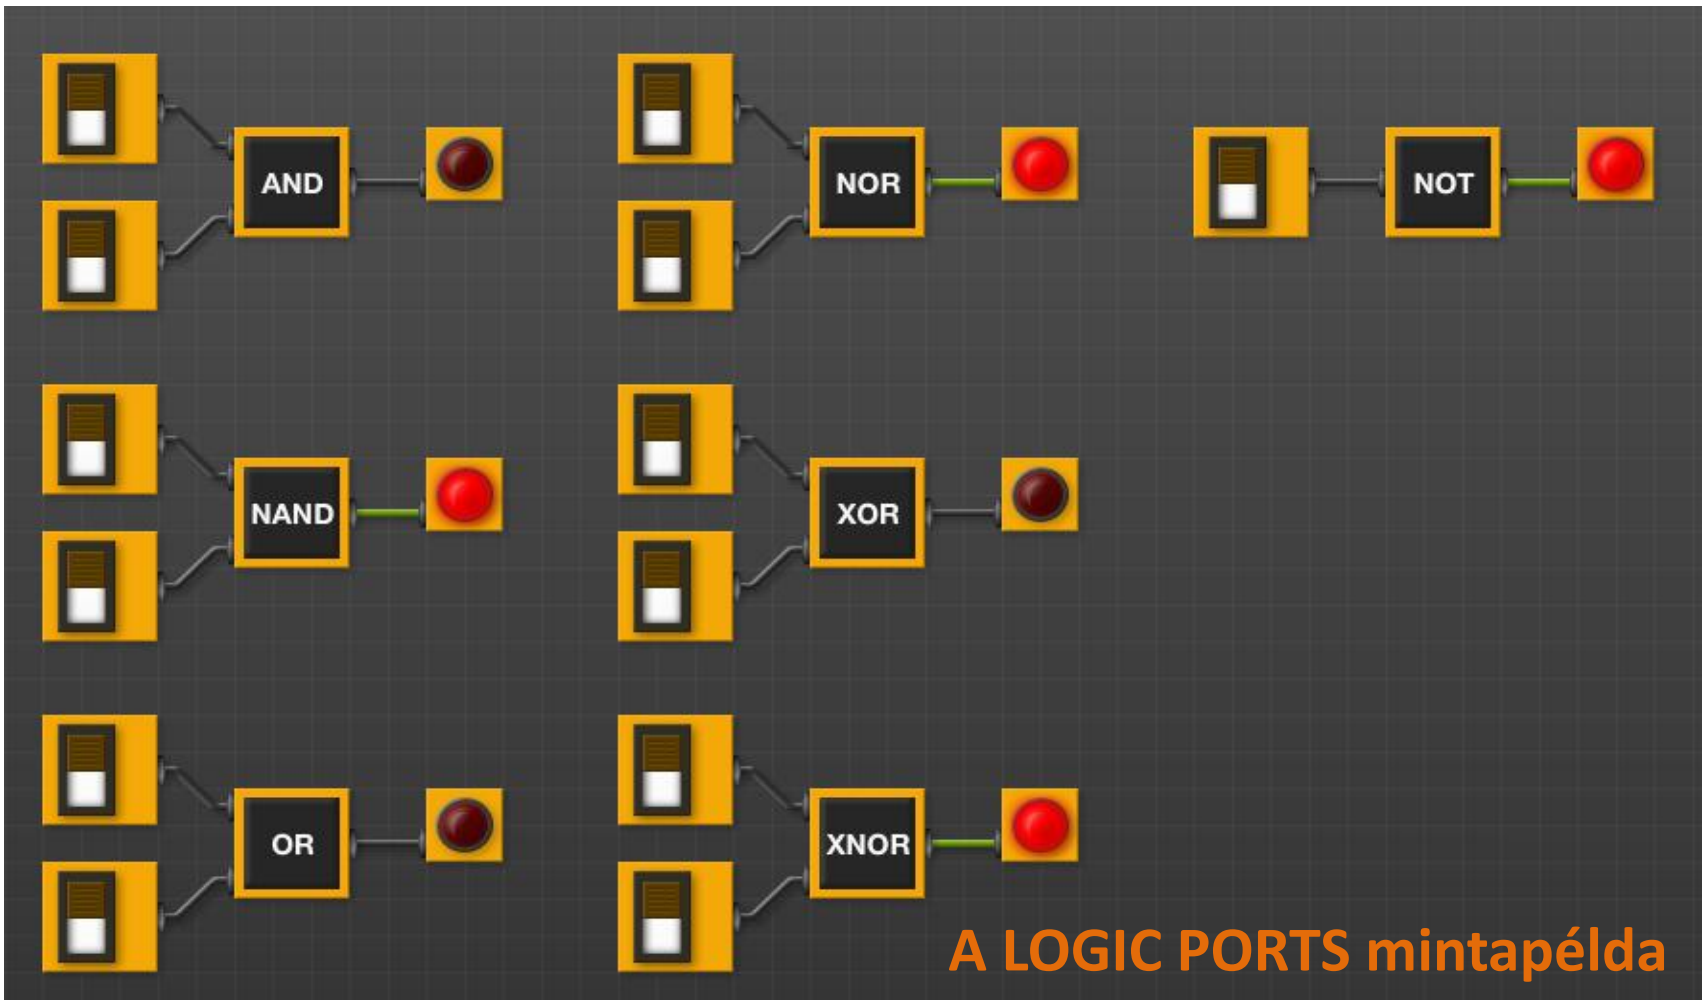 AND
NOR
NOT
NAND
XOR
OR
XNOR
A LOGIC PORTS mintapélda